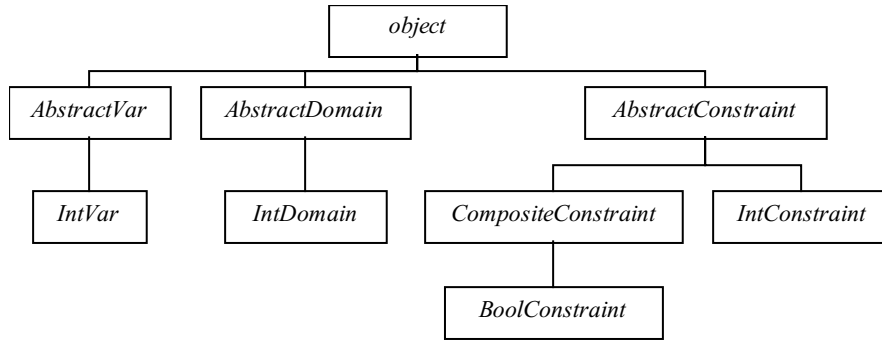 object
AbstractVar
AbstractDomain
AbstractConstraint
IntVar
IntDomain
CompositeConstraint
IntConstraint
BoolConstraint